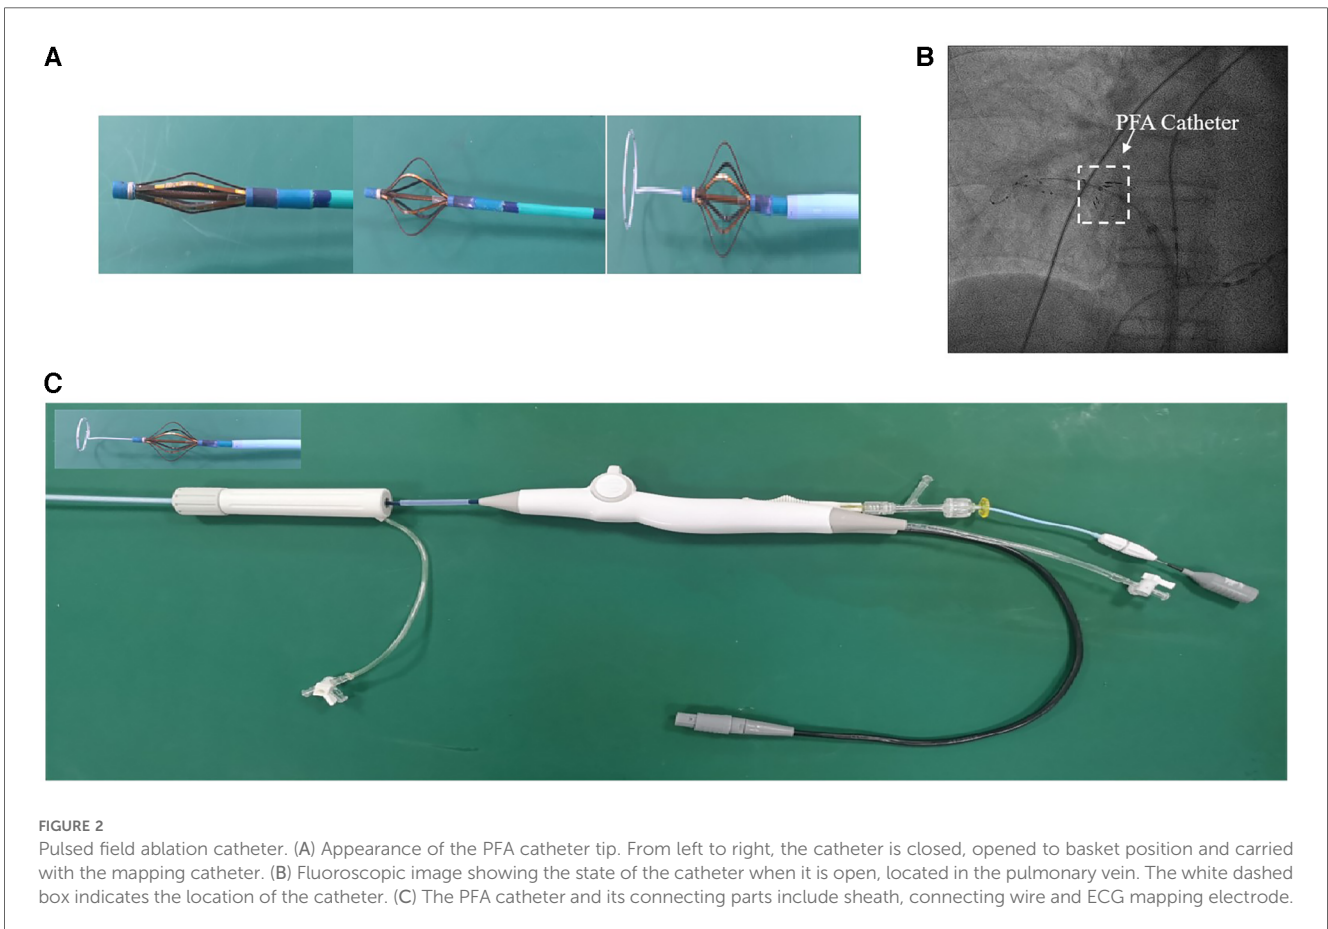 A
B
PFA Catheter
C
FIGURE 2
Pulsed field ablation catheter. (A) Appearance of the PFA catheter tip. From left to right, the catheter is closed, opened to basket position and carried
with the mapping catheter. (B) Fluoroscopic image showing the state of the catheter when it is open, located in the pulmonary vein. The white dashed
box indicates the location of the catheter. (C) The PFA catheter and its connecting parts include sheath, connecting wire and ECG mapping electrode.